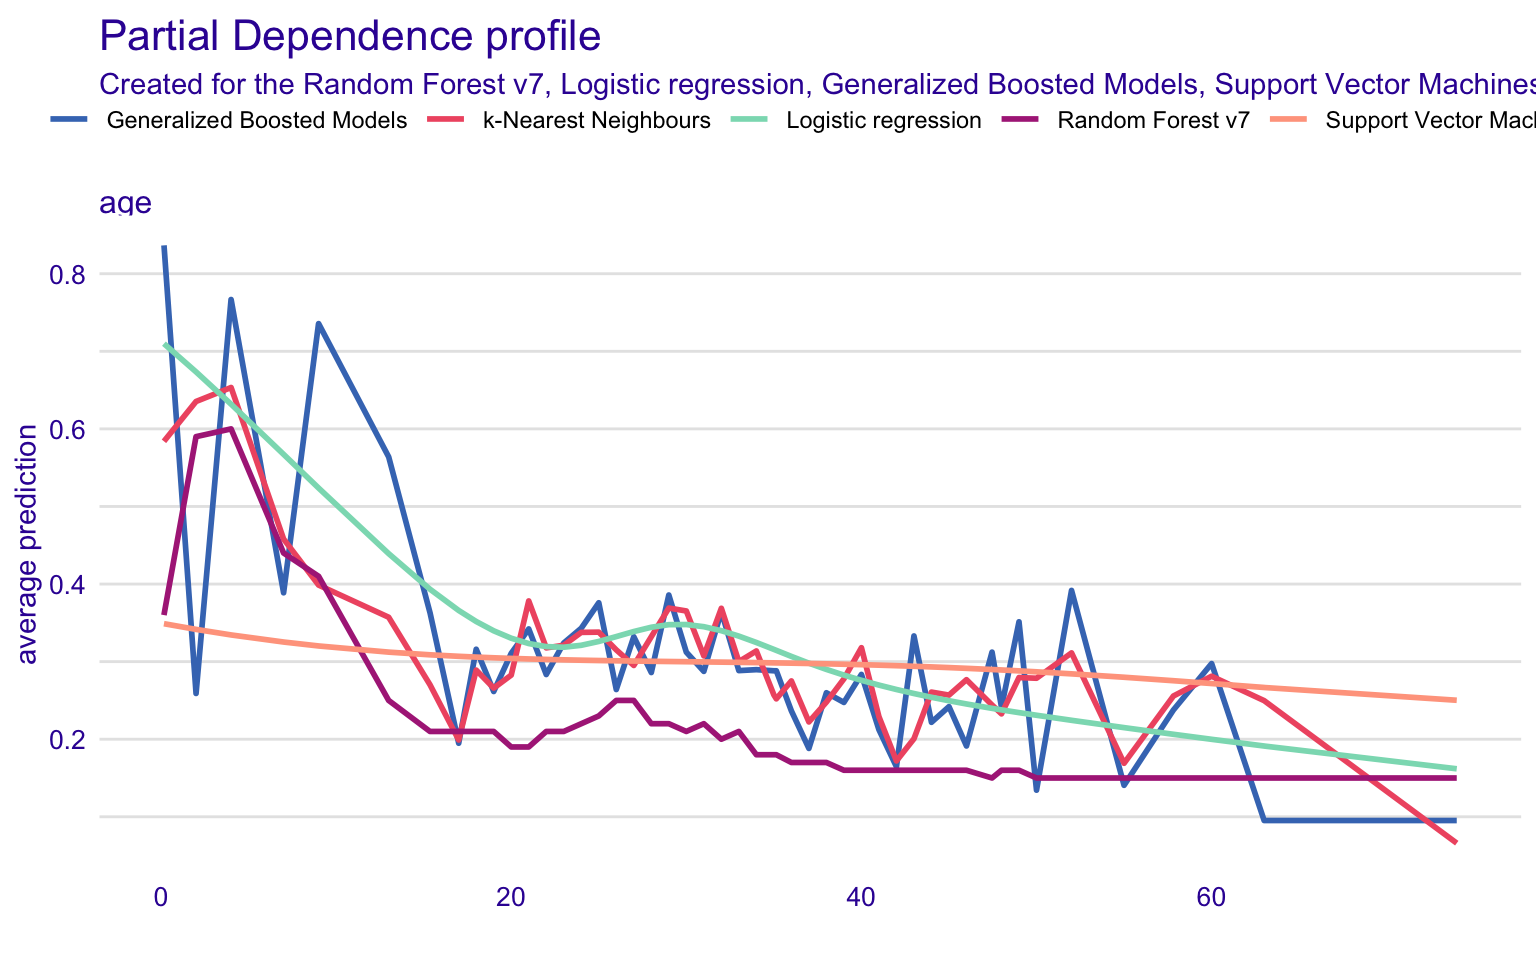 Partial Dependence profile
Created for the Random Forest v7, Logistic regression, Generalized Boosted Models, Support Vector Machines
Generalized Boosted Models k-Nearest Neighbours Logistic regression Random Forest v7 Support Vector
age
average prediction
0.8
0.6
0.4
0.2
0 20 40 60